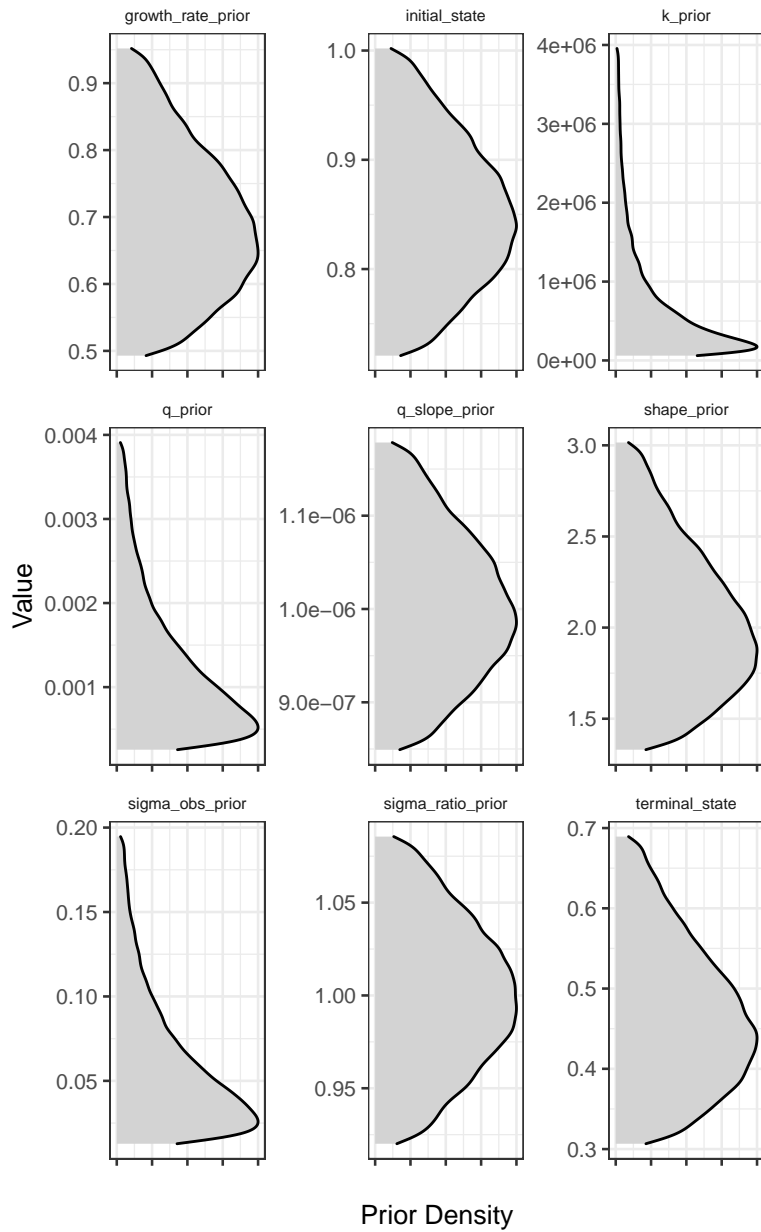 growth_rate_prior
initial_state
k_prior
0.9
0.8
0.7
0.6
0.5
1.0
0.9
0.8
4e+06
3e+06
2e+06
1e+06
0e+00
q_prior
q_slope_prior
shape_prior
0.004
0.003
0.002
0.001
1.1e−06
1.0e−06
9.0e−07
3.0
2.5
2.0
1.5
Value
sigma_obs_prior
sigma_ratio_prior
terminal_state
0.20
0.15
0.10
0.05
1.05
1.00
0.95
0.7
0.6
0.5
0.4
0.3
Prior Density